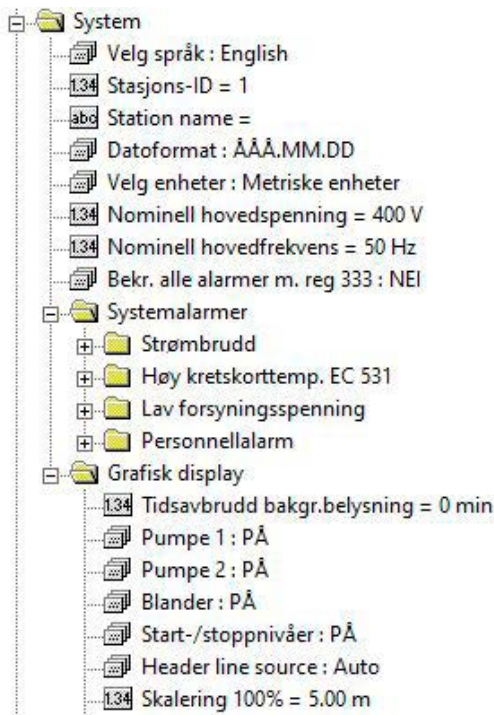 System
Velg språk : English
1.34 Stasjons-ID = 1
abc Station name =
Datoformat : ÅÅÅ.MM.DD
Velg enheter : Metriske enheter
1.34 Nominell hovedspenning = 400 V
1.34 Nominell hovedfrekvens = 50 Hz
Bekr. alle alarmer m. reg 333 : NEI
Systemalarmer
Strømbrudd
Høy kretskorttemp. EC 531
Lav forsyningsspenning
Personnellalarm
Grafisk display
1.34 Tidsavbrudd bakgr.belysning = 0 min
Pumpe 1 : PÅ
Pumpe 2 : PÅ
Blander : PÅ
Start-/stoppnivåer : PÅ
Header line source : Auto
1.34 Skalering 100% = 5.00 m